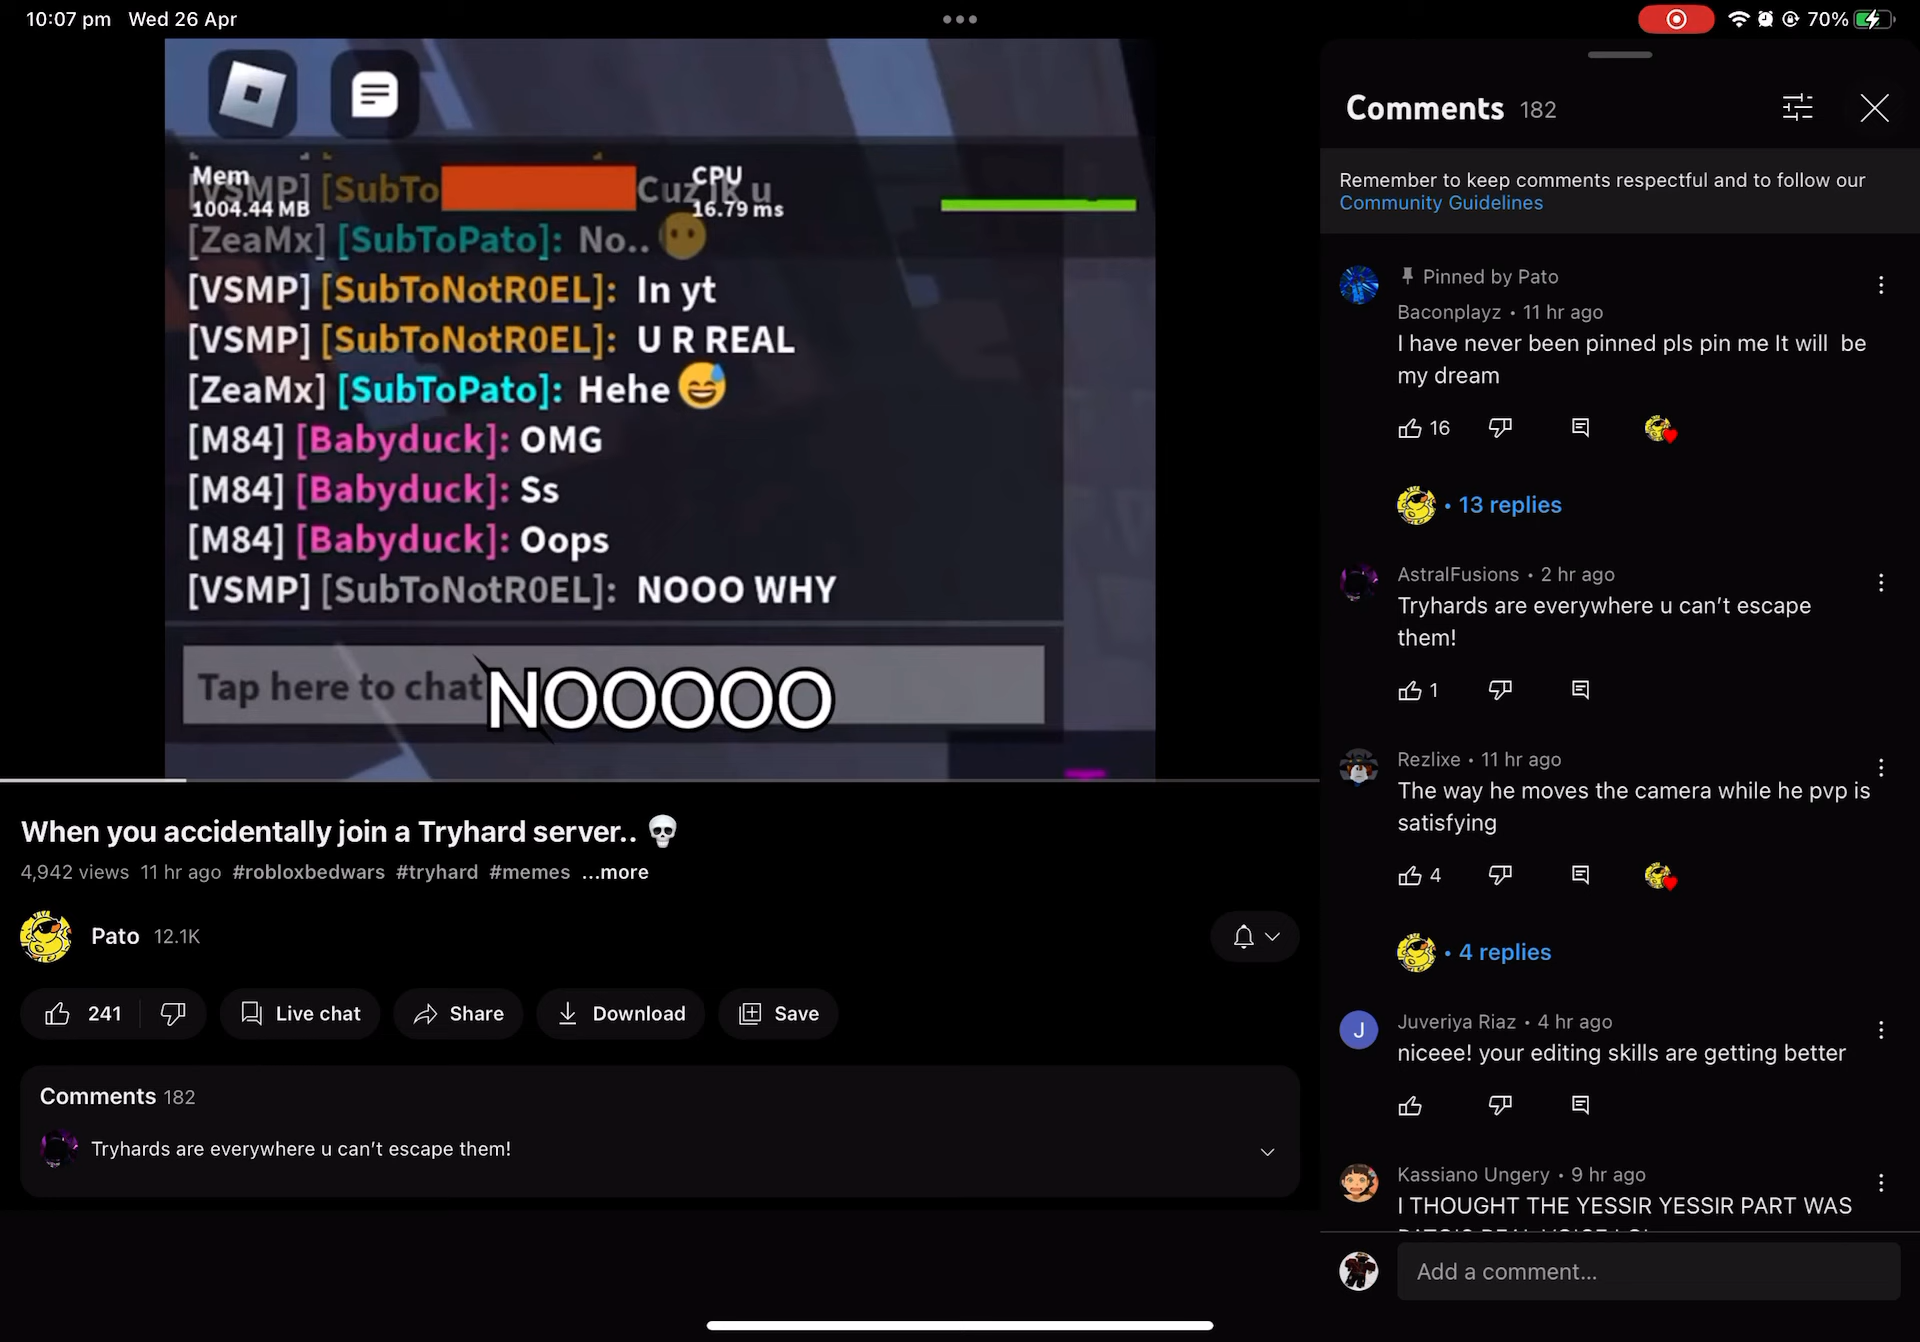 10:07 pm Wed 26 Apr
70%
Mem
CPU
[VSMP] [SubTo Cuz u
1004.44 MB
16.79 ms
[ZeaMx] [SubToPato]: No.. 😶
[VSMP] [SubToNotR0EL]: In yt
[VSMP] [SubToNotR0EL]: U R REAL
[ZeaMx] [SubToPato]: Hehe 😅
[M84] [Babyduck]: OMG
[M84] [Babyduck]: Ss
[M84] [Babyduck]: Oops
[VSMP] [SubToNotR0EL]: NOOO WHY
Tap here to chat
NOOOOO
When you accidentally join a Tryhard server.. 💀
4,942 views 11 hr ago #robloxbedwars #tryhard #memes ...more
Pato 12.1K
241 Live chat Share Download Save
Comments 182
Tryhards are everywhere u can't escape them!
Comments 182
Remember to keep comments respectful and to follow our
Community Guidelines
Pinned by Pato
Baconplayz • 11 hr ago
I have never been pinned pls pin me It will be
my dream
16
• 13 replies
AstralFusions • 2 hr ago
Tryhards are everywhere u can't escape
them!
1
Rezlixe • 11 hr ago
The way he moves the camera while he pvp is
satisfying
4
• 4 replies
J
Juveriya Riaz • 4 hr ago
niceee! your editing skills are getting better
Kassiano Ungery • 9 hr ago
I THOUGHT THE YESSIR YESSIR PART WAS
Add a comment...